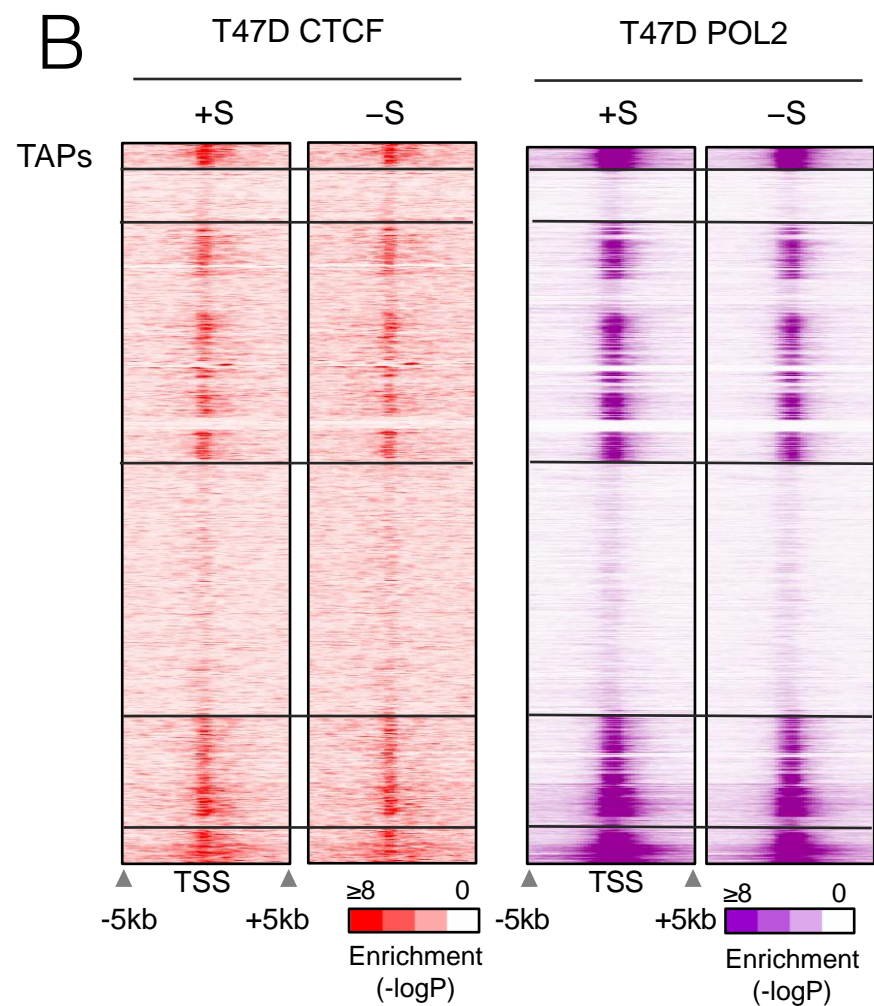 B
T47D CTCF
T47D POL2
+S
–S
+S
–S
TAPs
TSS
-5kb
+5kb
≥8
0
Enrichment
(-logP)
TSS
-5kb
+5kb
≥8
0
Enrichment
(-logP)